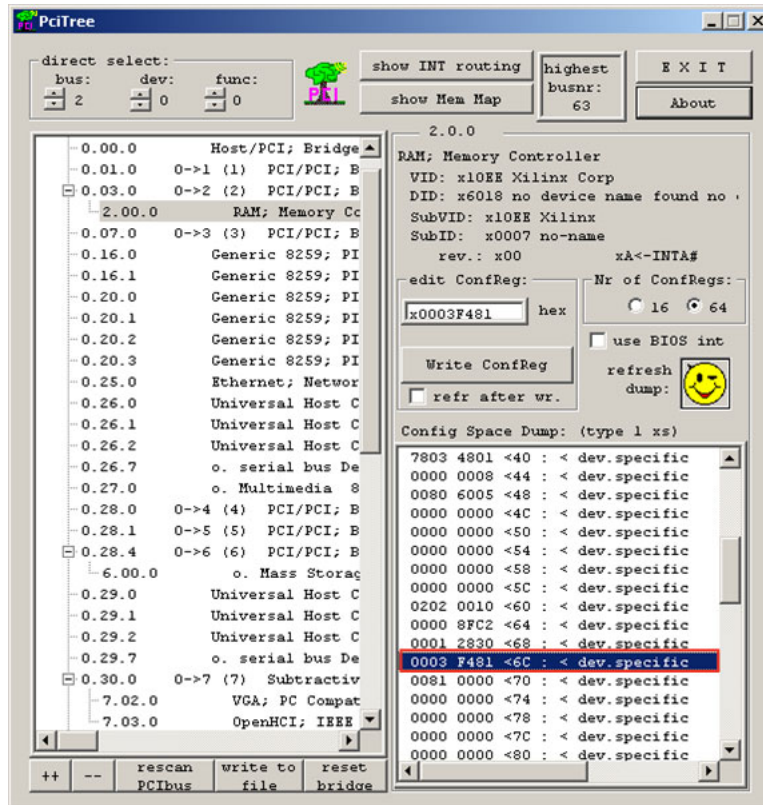 PciTree
direct select:
bus: dev: func:
2 0 0
PCI
show INT routing
show Mem Map
highest
busnr:
63
E X I T
About
0.00.0 Host/PCI; Bridge
0.01.0 0->1 (1) PCI/PCI; B
0.03.0 0->2 (2) PCI/PCI; B
2.00.0 RAM; Memory Co
0.07.0 0->3 (3) PCI/PCI; B
0.16.0 Generic 8259; PI
0.16.1 Generic 8259; PI
0.20.0 Generic 8259; PI
0.20.1 Generic 8259; PI
0.20.2 Generic 8259; PI
0.20.3 Generic 8259; PI
0.25.0 Ethernet; Networ
0.26.0 Universal Host C
0.26.1 Universal Host C
0.26.2 Universal Host C
0.26.7 o. serial bus De
0.27.0 o. Multimedia 8
0.28.0 0->4 (4) PCI/PCI; B
0.28.1 0->5 (5) PCI/PCI; B
0.28.4 0->6 (6) PCI/PCI; B
6.00.0 o. Mass Storag
0.29.0 Universal Host C
0.29.1 Universal Host C
0.29.2 Universal Host C
0.29.7 o. serial bus De
0.30.0 0->7 (7) Subtractiv
7.02.0 VGA; PC Compat
7.03.0 OpenHCI; IEEE
++ -- rescan PCIbus write to file reset bridge
2.0.0
RAM; Memory Controller
VID: x10EE Xilinx Corp
DID: x6018 no device name found no
SubVID: x10EE Xilinx
SubID: x0007 no-name
rev.: x00 xA<-INTA#
edit ConfReg:
x0003F481 hex
Write ConfReg
refr after wr.
Nr of ConfRegs:
16 64
use BIOS int
refresh
dump:
Config Space Dump: (type 1 xs)
7803 4801 <40 : < dev.specific
0000 0008 <44 : < dev.specific
0080 6005 <48 : < dev.specific
0000 0000 <4C : < dev.specific
0000 0000 <50 : < dev.specific
0000 0000 <54 : < dev.specific
0000 0000 <58 : < dev.specific
0000 0000 <5C : < dev.specific
0202 0010 <60 : < dev.specific
0000 8FC2 <64 : < dev.specific
0001 2830 <68 : < dev.specific
0003 F481 <6C : < dev.specific
0081 0000 <70 : < dev.specific
0000 0000 <74 : < dev.specific
0000 0000 <78 : < dev.specific
0000 0000 <7C : < dev.specific
0000 0000 <80 : < dev.specific